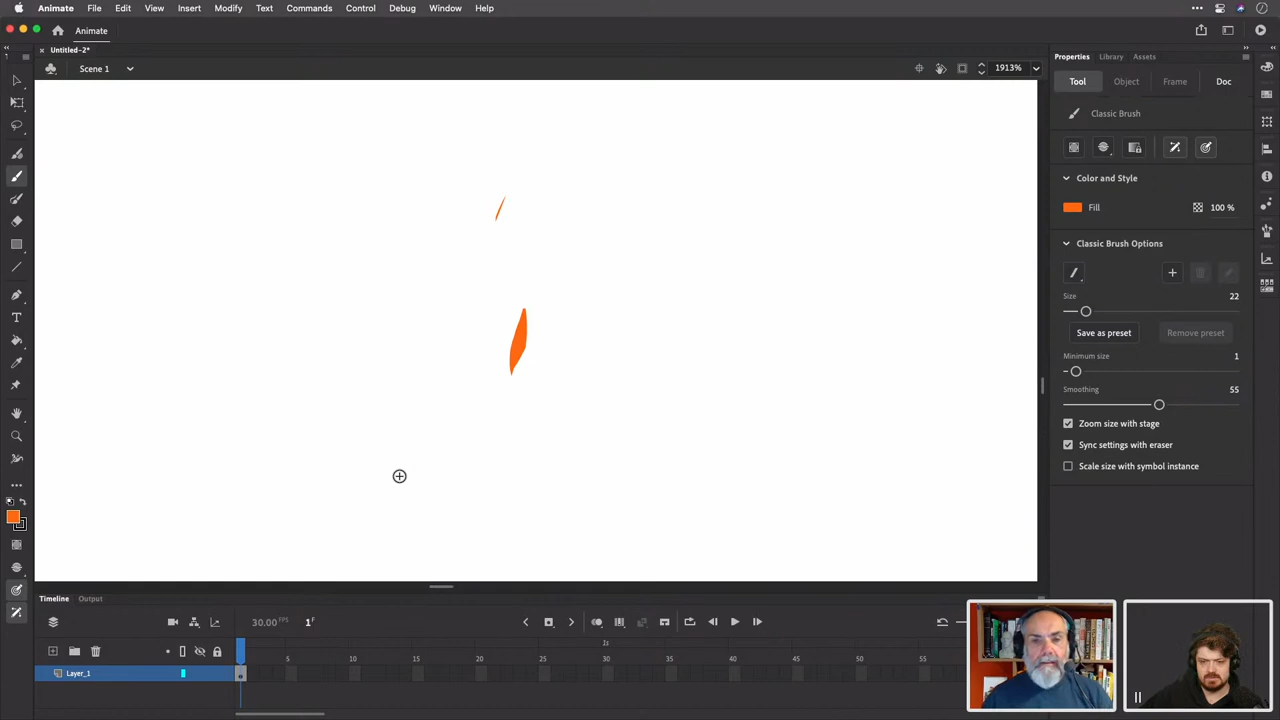 Animate File Edit View Insert Modify Text Commands Control Debug Window Help
Animate
Untitled-2*
Scene 1
1913%
Properties Library Assets
Tool Object Frame Doc
Classic Brush
Color and Style
Fill 100 %
Classic Brush Options
Size 22
Save as preset Remove preset
Minimum size 1
Smoothing 55
Zoom size with stage
Sync settings with eraser
Scale size with symbol instance
Timeline Output
30.00 FPS 1 F
1s
5 10 15 20 25 30 35 40 45 50 55
Layer_1